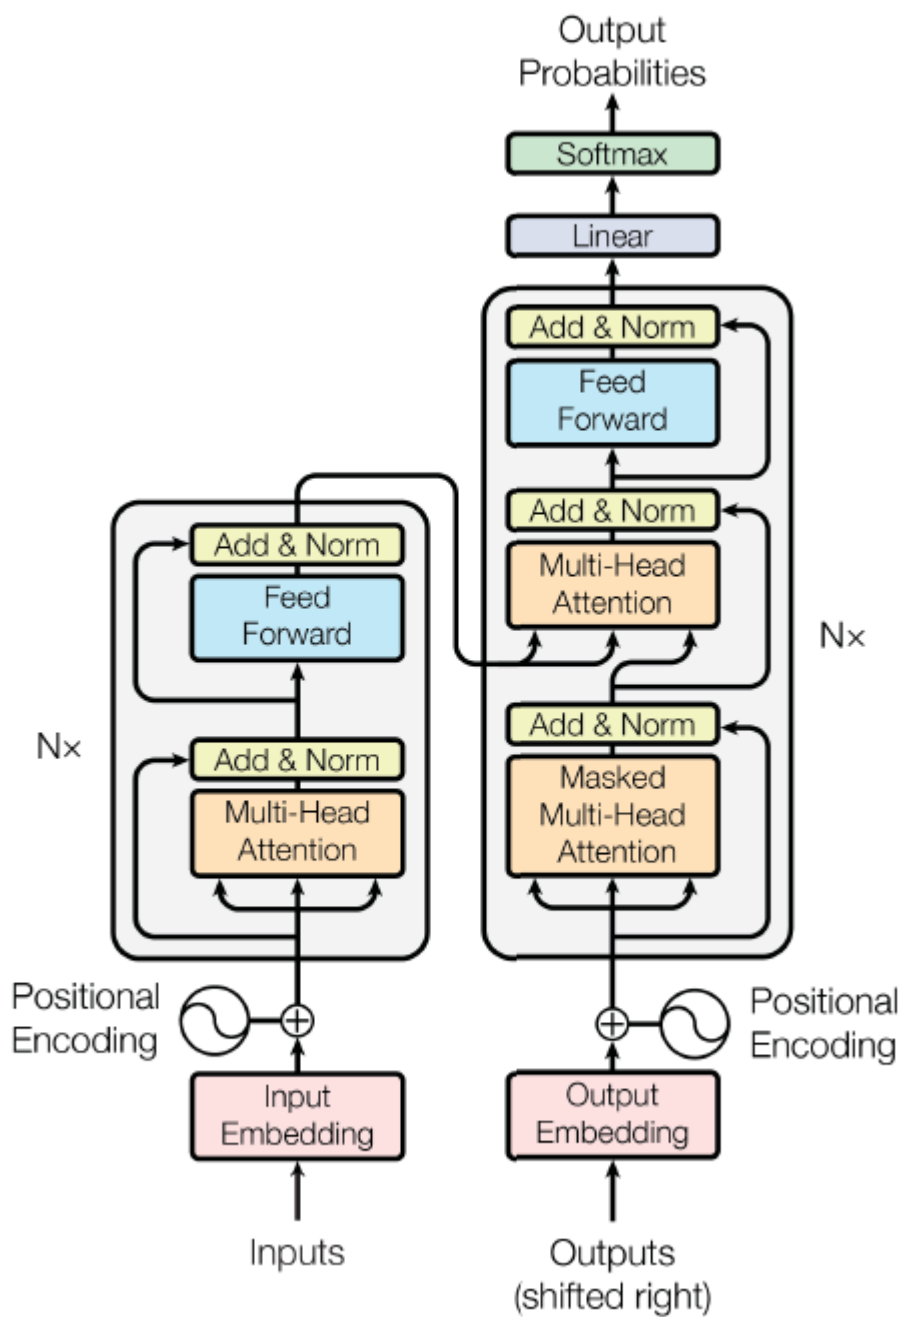 Output
Probabilities
Softmax
Linear
Add & Norm
Feed
Forward
Add & Norm
Multi-Head
Attention
Nx
Add & Norm
Masked
Multi-Head
Attention
Add & Norm
Feed
Forward
Nx
Add & Norm
Multi-Head
Attention
Positional
Encoding
Positional
Encoding
Input
Embedding
Output
Embedding
Inputs
Outputs
(shifted right)